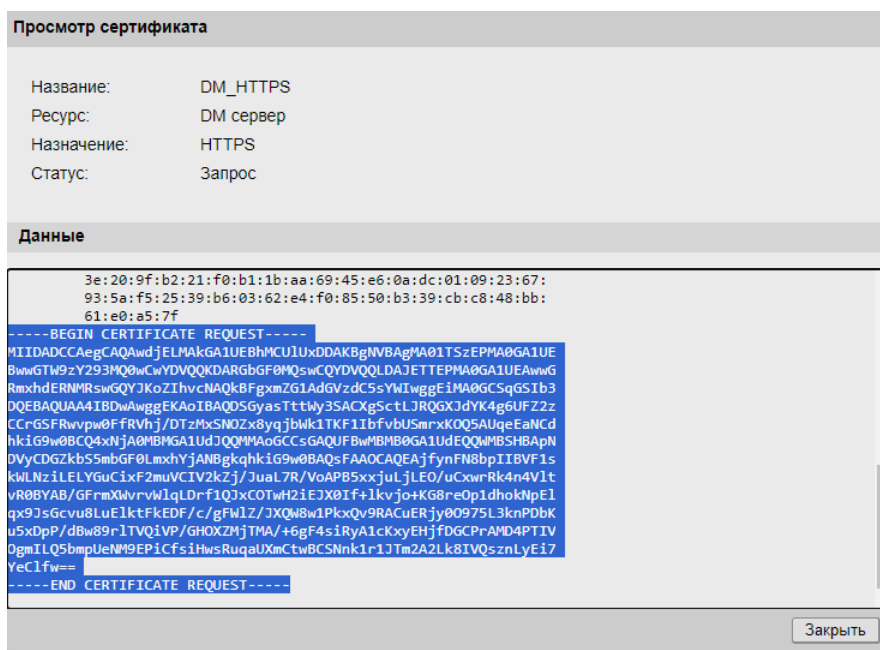 Просмотр сертификата
Название: DM_HTTPS
Ресурс: DM сервер
Назначение: HTTPS
Статус: Запрос
Данные
3e:20:9f:b2:21:f0:b1:1b:aa:69:45:e6:0a:dc:01:09:23:67:
93:5a:f5:25:39:b6:03:62:e4:f0:85:50:b3:39:cb:c8:48:bb:
61:e0:a5:7f
-----BEGIN CERTIFICATE REQUEST-----
MIIDADCCAegCAQAwdjELMAkGA1UEBhMCUlUxDDAKBgNVBAgMA01TSzEPMA0GA1UE
BwwGTW9zY293MQ0wCwYDVQQKDARGbGF0MQswCQYDVQQLDAJETTEPMA0GA1UEAwwG
RmxhdERNMRswGQYJKoZIhvcNAQkBFgxmZG1AdGVzdC5sYWIwggEiMA0GCSqGSIb3
DQEBAQUAA4IBDwAwggEKAoIBAQDSGyasTttWy3SACXgSctLJRQGXJdYK4g6UFZ2z
CCrGSFRwvpw0FfRVhj/DTzMxSNOZx8yqjbWk1TKF1IbfvbUSmrxKOQ5AUqeEaNCd
hkiG9w0BCQ4xNjA0MBMGA1UdJQQMMAoGCCsGAQUFBwMBMB0GA1UdEQQWMBSHBApN
DVyCDGZkbS5mbGF0LmxhYjANBgkqhkiG9w0BAQsFAAOCAQEAjfynFN8bpIIBVF1s
kWLNziLELYGuCixF2muVCIV2kZj/JuaL7R/VoAPB5xxjuLjLEO/uCxwrRk4n4Vlt
vR0BYAB/GFrmXWvrvWlqLDrf1QJxCOTwH2iEJX0If+lkvjo+KG8reOp1dhokNpEl
qx9JsGcvu8LuElktFkEDF/c/gFWlZ/JXQW8w1PkxQv9RACuERjy0O975L3knPDbK
u5xDpP/dBw89rlTVQiVP/GHOXZMjTMA/+6gF4siRyA1cKxyEHjfDGCPrAMD4PTIV
OgmILQ5bmpUeNM9EPiCfsiHwsRuqaUXmCtwBCSNnk1r1JTm2A2Lk8IVQsznLyEi7
YeClfw==
-----END CERTIFICATE REQUEST-----
Закрыть